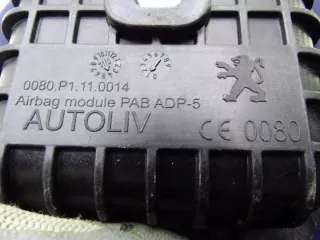 0080.P1.11.0014
Airbag module PAB ADP-5
AUTOLIV
CE 0080